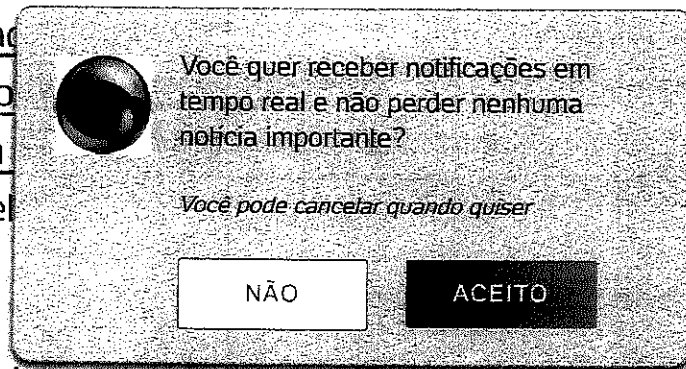 Você quer receber notificações em
tempo real e não perder nenhuma
notícia importante?
Você pode cancelar quando quiser
NÃO
ACEITO